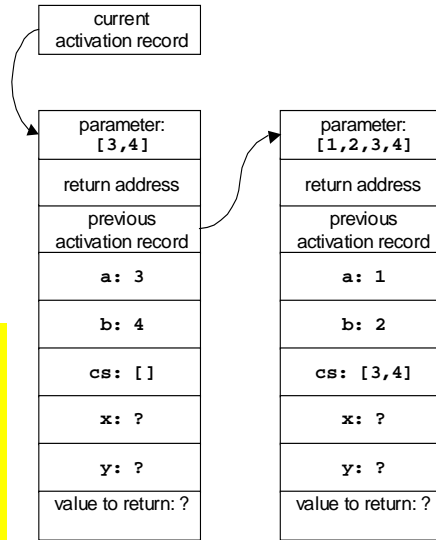 current
activation record
parameter:
[3,4]
return address
previous
activation record
a: 3
b: 4
cs: []
x: ?
y: ?
value to return: ?
parameter:
[1,2,3,4]
return address
previous
activation record
a: 1
b: 2
cs: [3,4]
x: ?
y: ?
value to return: ?